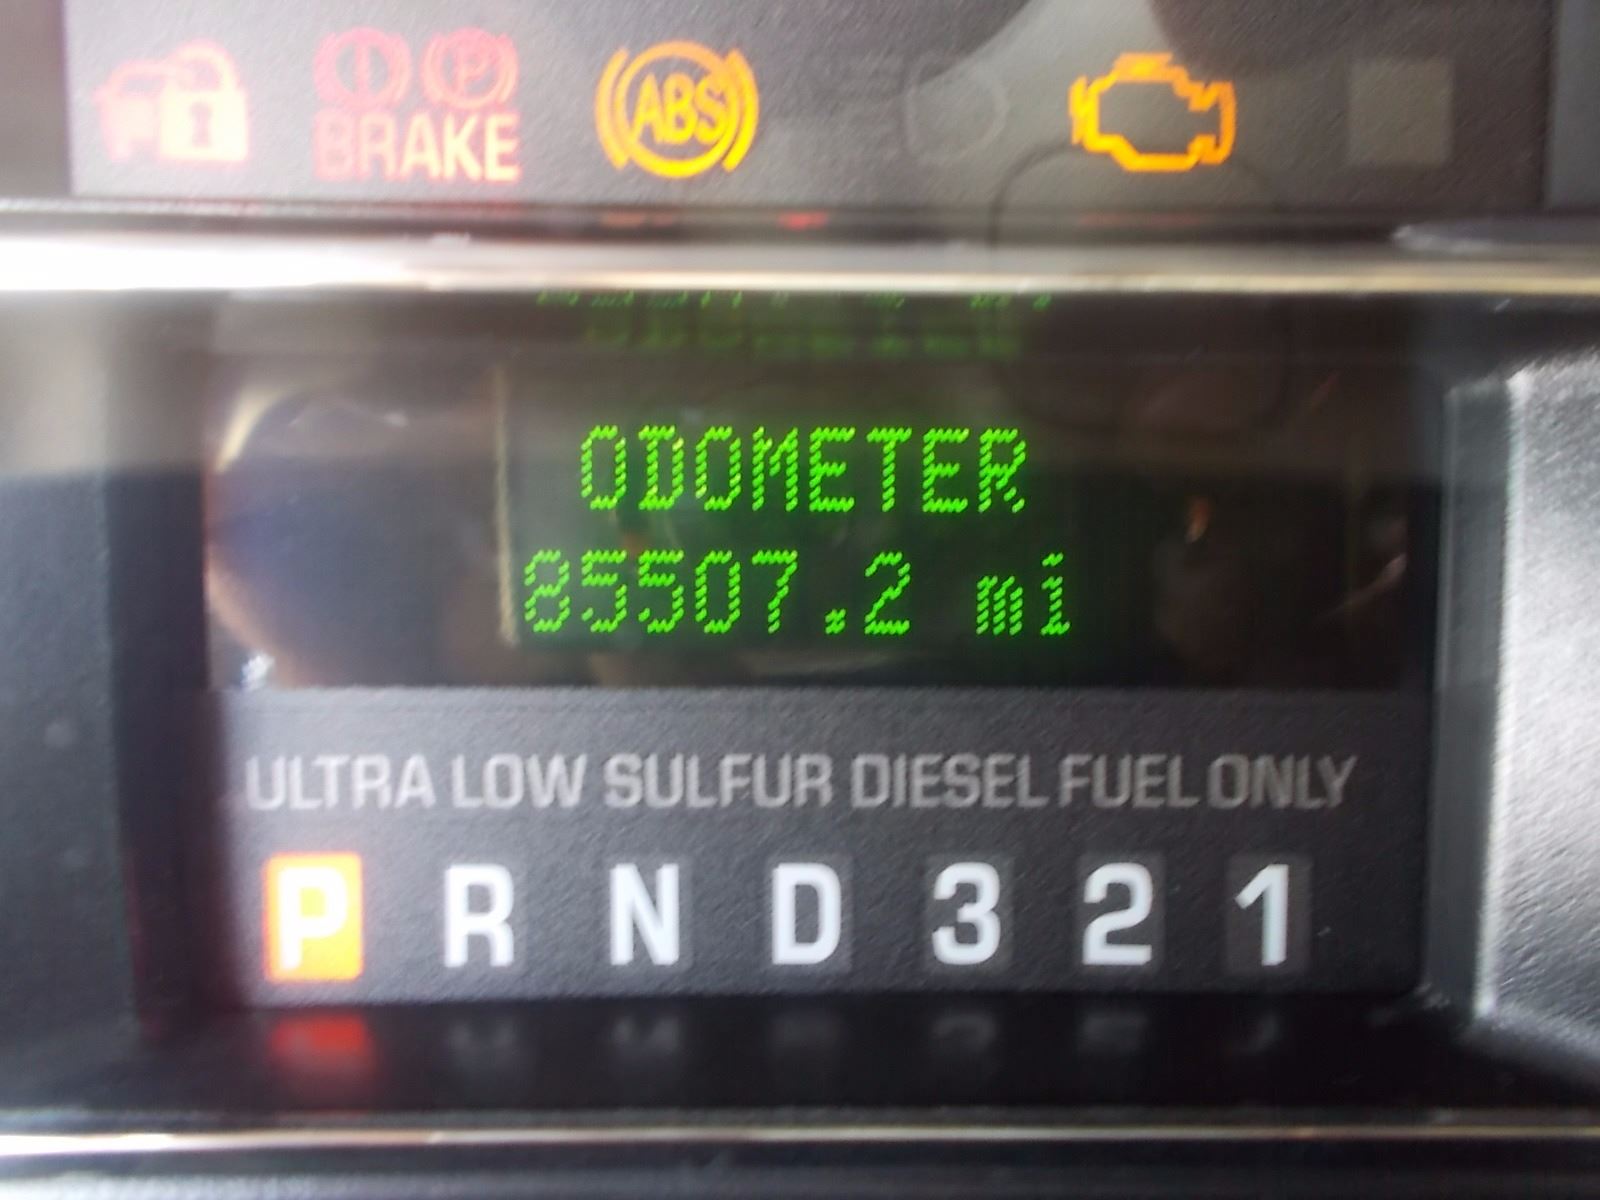 BRAKE ABS
ODOMETER
85507.2 mi
ULTRA LOW SULFUR DIESEL FUEL ONLY
P R N D 3 2 1